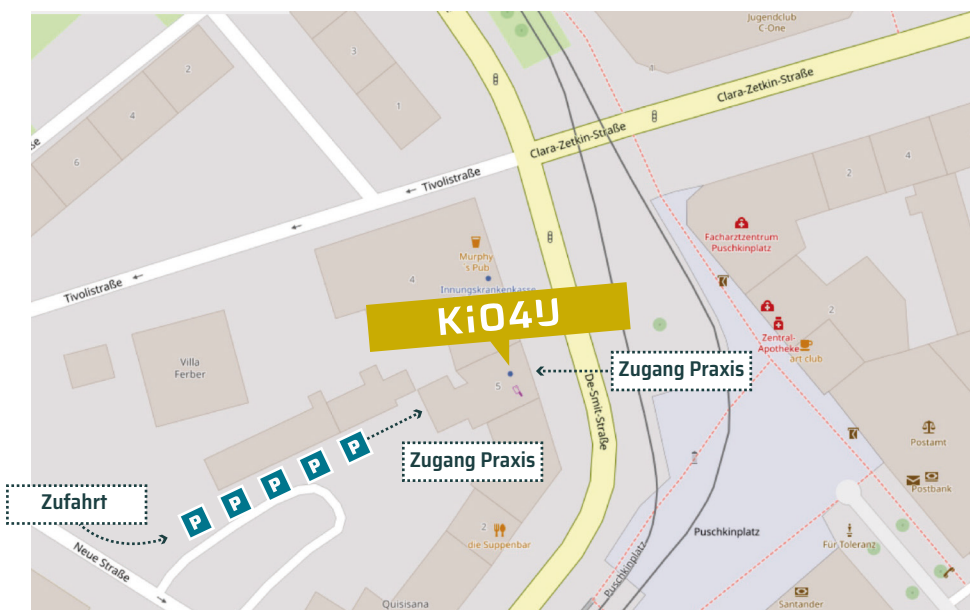 Jugendclub
C-One
2
3
4
1
4
6
Clara-Zetkin-Straße
Clara-Zetkin-Straße
2
4
Tivolistraße
Facharztzentrum
Puschkinplatz
Murphy
s Pub
4
Innungskrankenkasse
Tivolistraße
KiO4U
2
Zentral-
Apotheke
art club
Villa
Ferber
5
Zugang Praxis
De-Smit-Straße
Zugang Praxis
Postamt
Postbank
Zufahrt
P
P
P
P
P
2
die Suppenbar
Puschkinplatz
Für Toleranz
Neue Straße
Puschkinplatz
Quisisana
Santander